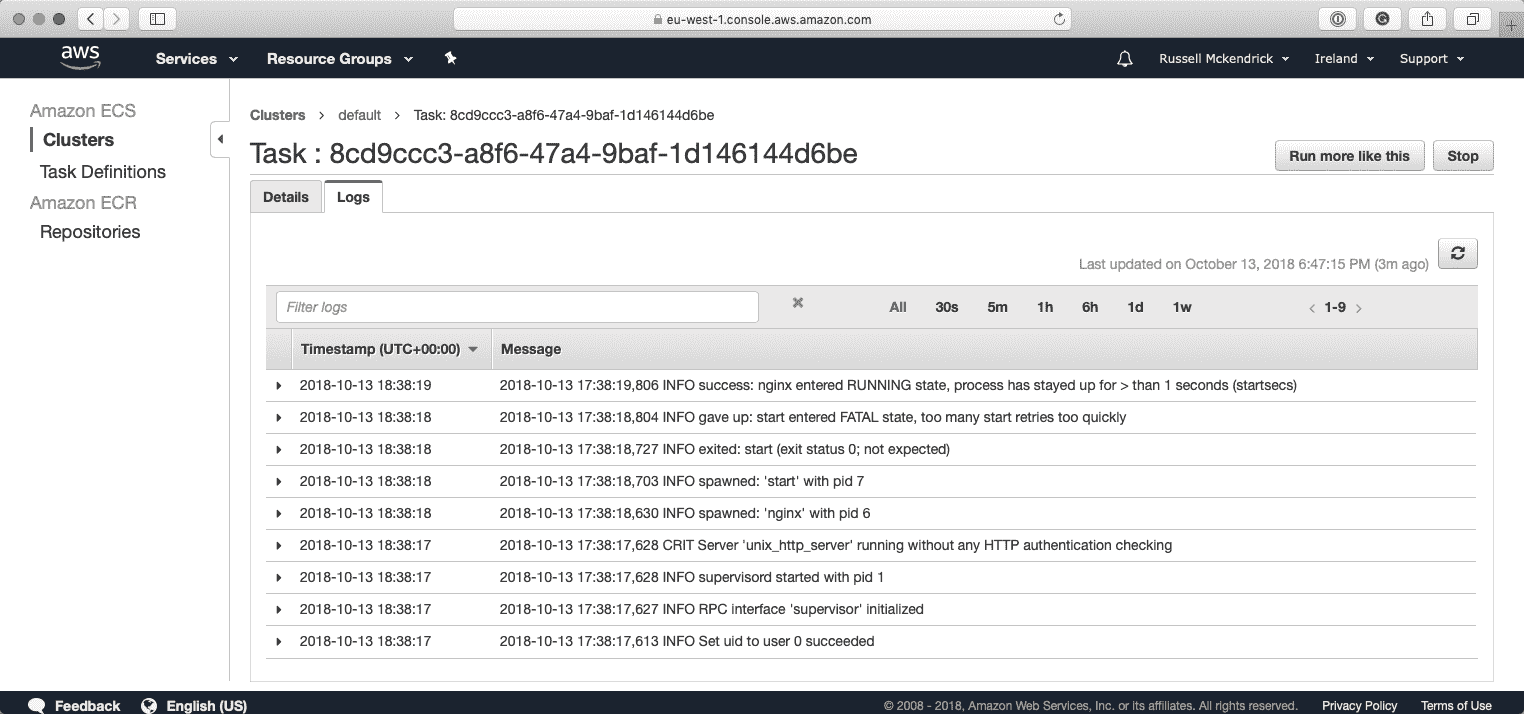 eu-west-1.console.aws.amazon.com
aws Services Resource Groups Russell Mckendrick Ireland Support
Amazon ECS
Clusters
Task Definitions
Amazon ECR
Repositories
Clusters > default > Task: 8cd9ccc3-a8f6-47a4-9baf-1d146144d6be
Task : 8cd9ccc3-a8f6-47a4-9baf-1d146144d6be
Run more like this Stop
Details Logs
Last updated on October 13, 2018 6:47:15 PM (3m ago)
Filter logs All 30s 5m 1h 6h 1d 1w < 1-9 >
Timestamp (UTC+00:00) Message
2018-10-13 18:38:19 2018-10-13 17:38:19,806 INFO success: nginx entered RUNNING state, process has stayed up for > than 1 seconds (startsecs)
2018-10-13 18:38:18 2018-10-13 17:38:18,804 INFO gave up: start entered FATAL state, too many start retries too quickly
2018-10-13 18:38:18 2018-10-13 17:38:18,727 INFO exited: start (exit status 0; not expected)
2018-10-13 18:38:18 2018-10-13 17:38:18,703 INFO spawned: 'start' with pid 7
2018-10-13 18:38:18 2018-10-13 17:38:18,630 INFO spawned: 'nginx' with pid 6
2018-10-13 18:38:17 2018-10-13 17:38:17,628 CRIT Server 'unix_http_server' running without any HTTP authentication checking
2018-10-13 18:38:17 2018-10-13 17:38:17,628 INFO supervisord started with pid 1
2018-10-13 18:38:17 2018-10-13 17:38:17,627 INFO RPC interface 'supervisor' initialized
2018-10-13 18:38:17 2018-10-13 17:38:17,613 INFO Set uid to user 0 succeeded
Feedback English (US) © 2008 - 2018, Amazon Web Services, Inc. or its affiliates. All rights reserved. Privacy Policy Terms of Use